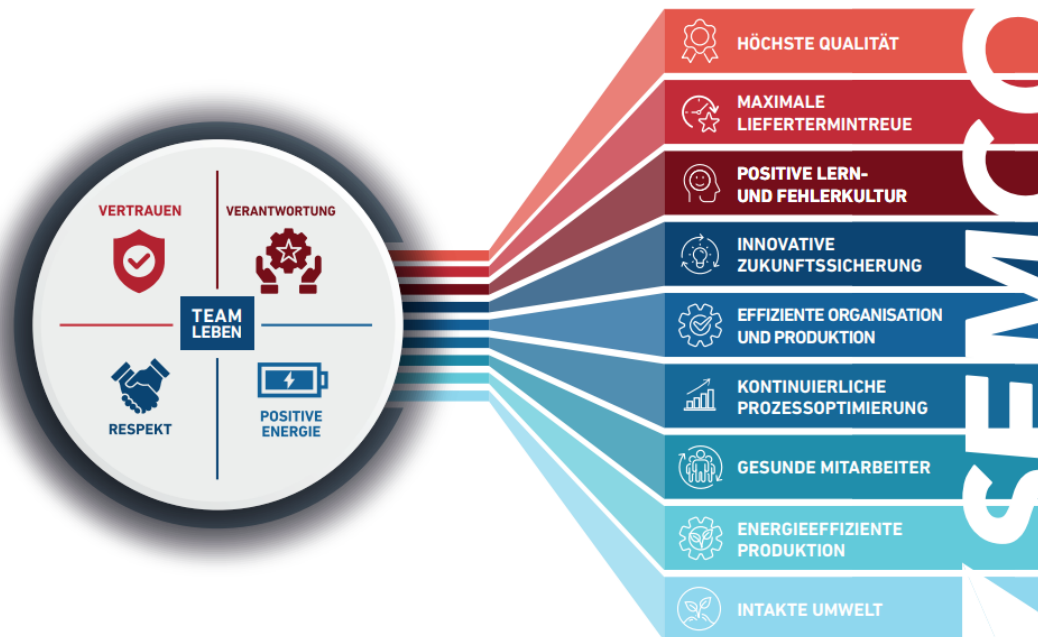 VERTRAUEN
VERANTWORTUNG
TEAM
LEBEN
RESPEKT
POSITIVE
ENERGIE
HÖCHSTE QUALITÄT
MAXIMALE
LIEFERTERMINTREUE
POSITIVE LERN-
UND FEHLERKULTUR
INNOVATIVE
ZUKUNFTSSICHERUNG
EFFIZIENTE ORGANISATION
UND PRODUKTION
KONTINUIERLICHE
PROZESSOPTIMIERUNG
GESUNDE MITARBEITER
ENERGIEEFFIZIENTE
PRODUKTION
INTAKTE UMWELT
SEMCO